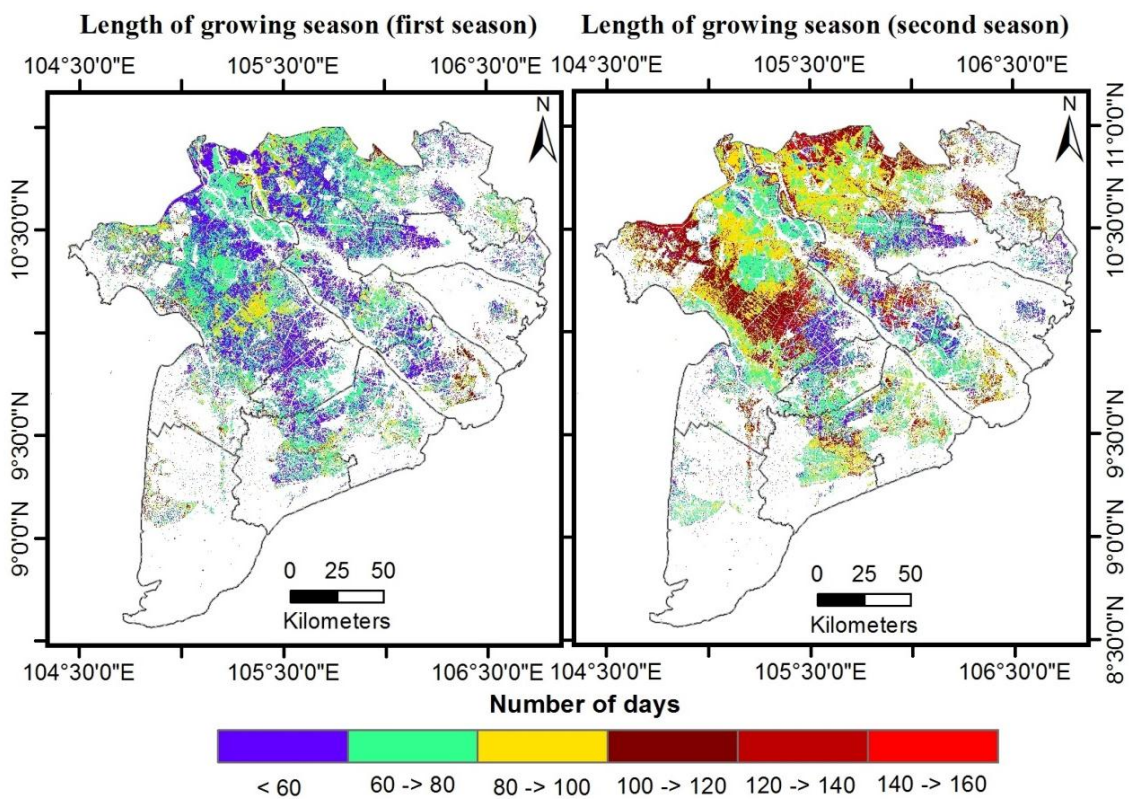 Length of growing season (first season) Length of growing season (second season)
104°30'0"E 105°30'0"E 106°30'0"E 104°30'0"E 105°30'0"E 106°30'0"E
N N
11°0'0"N
10°30'0"N 10°30'0"N
9°30'0"N 9°30'0"N
9°0'0"N 9°0'0"N
8°30'0"N
0 25 50 0 25 50
Kilometers Kilometers
104°30'0"E 105°30'0"E 106°30'0"E 104°30'0"E 105°30'0"E 106°30'0"E
Number of days
< 60 60 -> 80 80 -> 100 100 -> 120 120 -> 140 140 -> 160